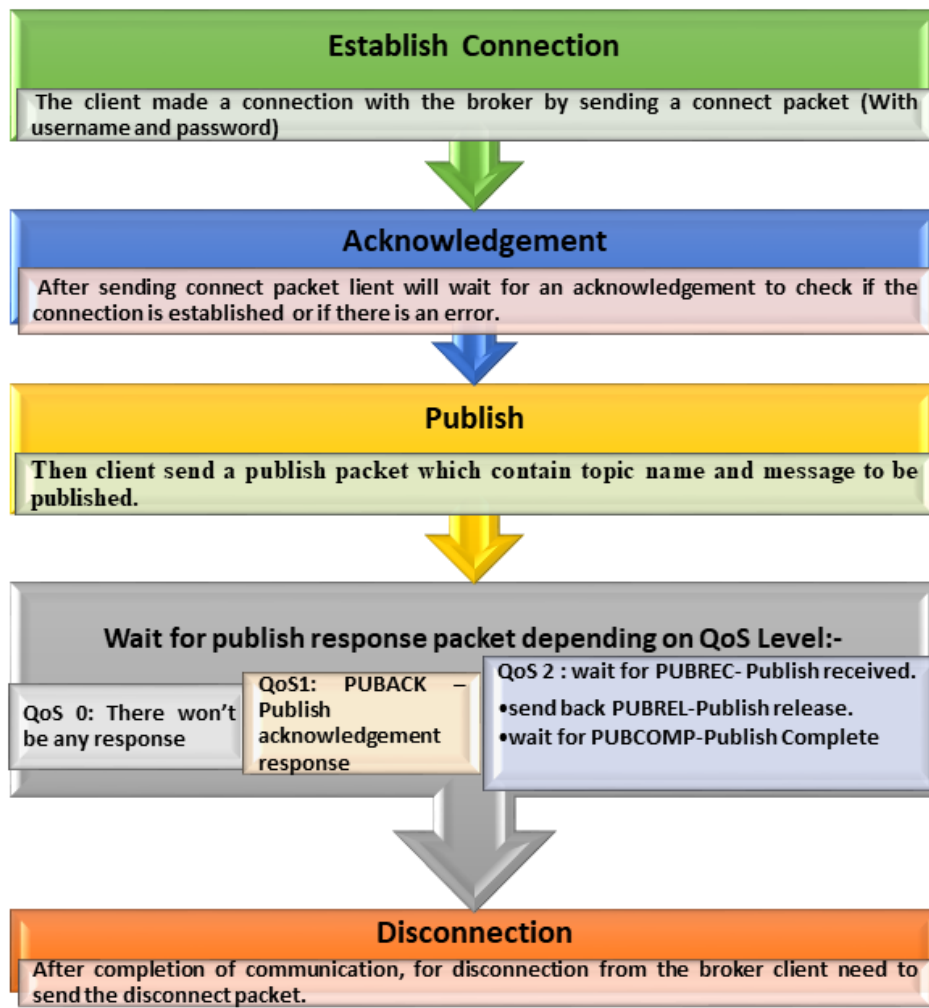 Establish Connection
The client made a connection with the broker by sending a connect packet (With
username and password)
Acknowledgement
After sending connect packet lient will wait for an acknowledgement to check if the
connection is established or if there is an error.
Publish
Then client send a publish packet which contain topic name and message to be
published.
Wait for publish response packet depending on QoS Level:-
QoS 0: There won't
be any response
QoS1: PUBACK –
Publish
acknowledgement
response
QoS 2 : wait for PUBREC- Publish received.
•send back PUBREL-Publish release.
•wait for PUBCOMP-Publish Complete
Disconnection
After completion of communication, for disconnection from the broker client need to
send the disconnect packet.